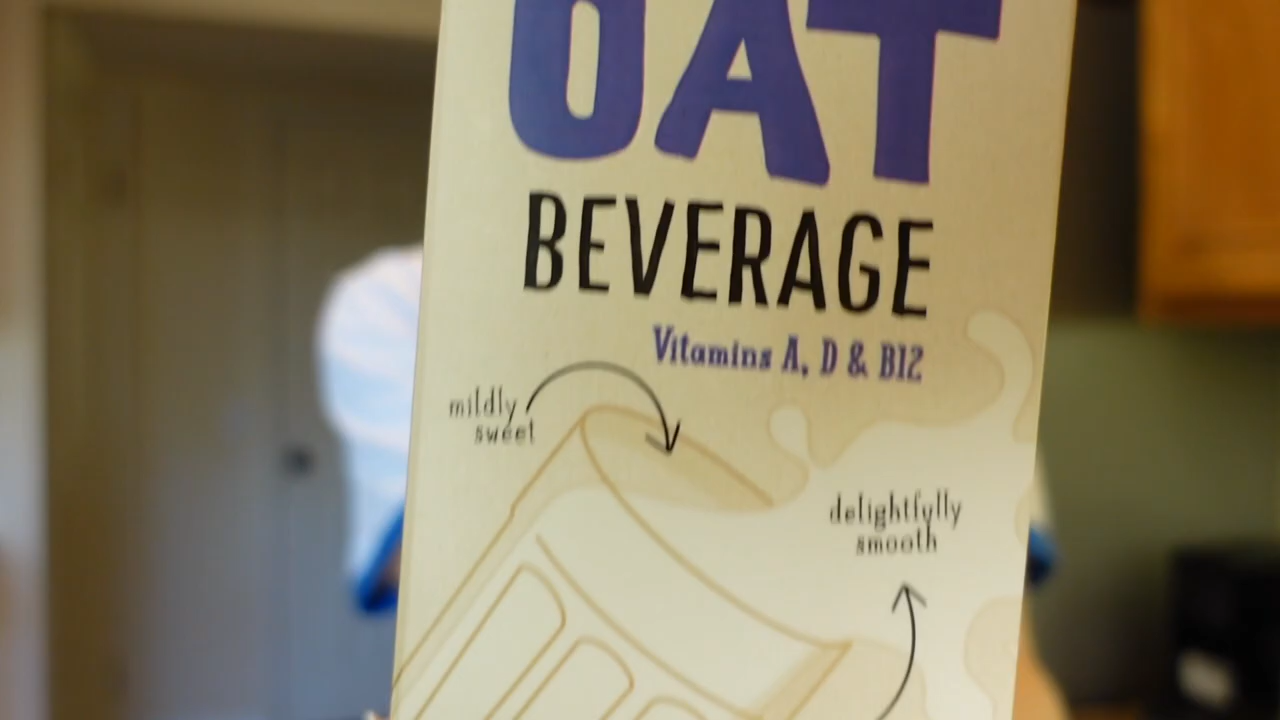 OAT
BEVERAGE
Vitamins A, D & B12
mildly
sweet
delightfully
smooth